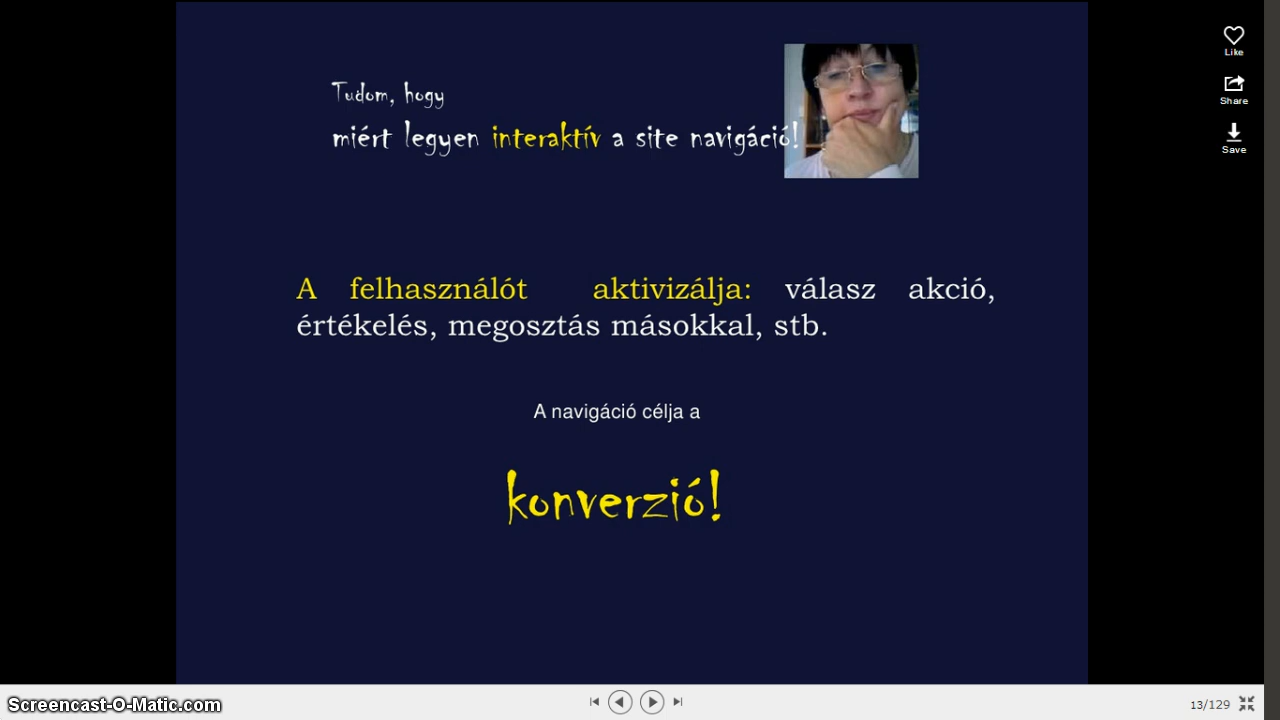 Tudom, hogy
miért legyen interaktív a site navigáció!
A felhasználót aktivizálja: válasz akció,
értékelés, megosztás másokkal, stb.
A navigáció célja a
konverzió!
Like
Share
Save
Screencast-O-Matic.com
13/129